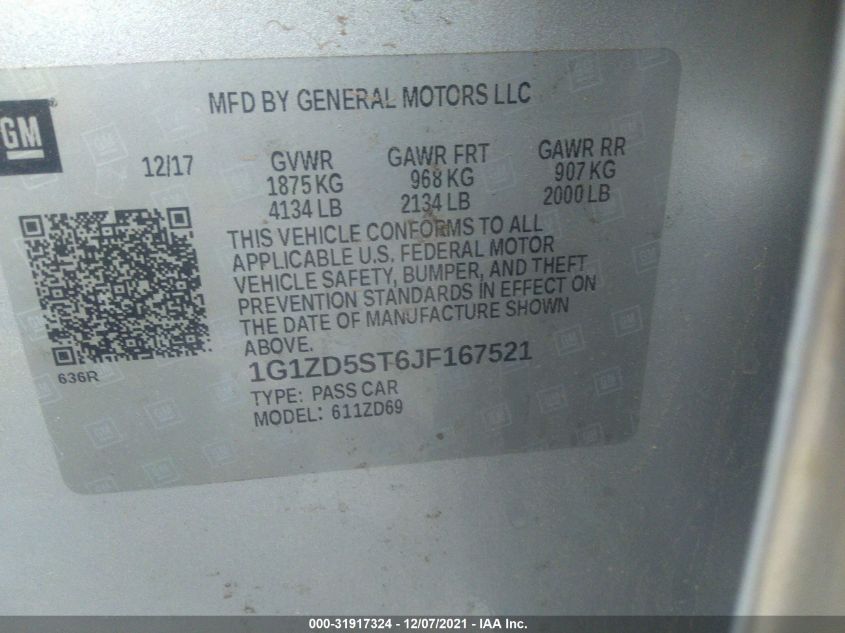 MFD BY GENERAL MOTORS LLC
GM
12/17 GVWR GAWR FRT GAWR RR
1875 KG 968 KG 907 KG
4134 LB 2134 LB 2000 LB
THIS VEHICLE CONFORMS TO ALL
APPLICABLE U.S. FEDERAL MOTOR
VEHICLE SAFETY, BUMPER, AND THEFT
PREVENTION STANDARDS IN EFFECT ON
THE DATE OF MANUFACTURE SHOWN
ABOVE.
636R
1G1ZD5ST6JF167521
TYPE: PASS CAR
MODEL: 611ZD69
000-31917324 - 12/07/2021 - IAA Inc.